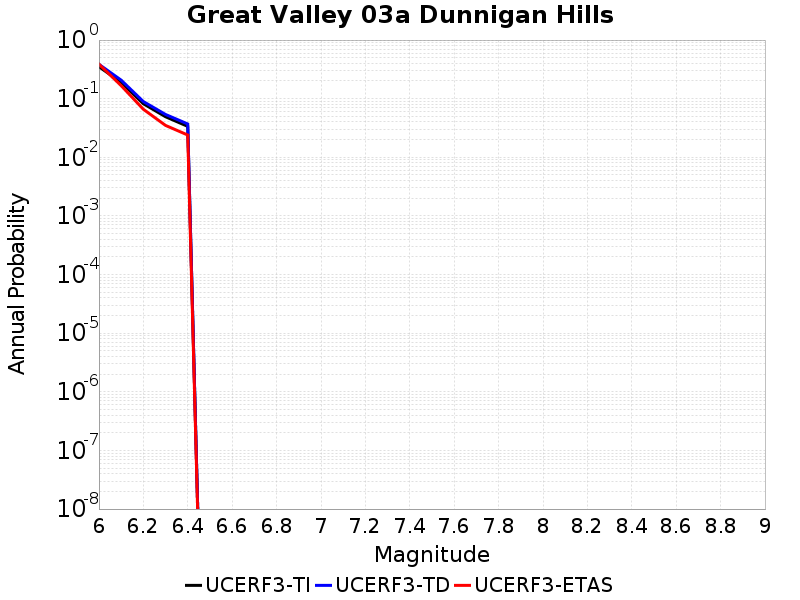 Great Valley 03a Dunnigan Hills
Annual Probability
10^0
10^-1
10^-2
10^-3
10^-4
10^-5
10^-6
10^-7
10^-8
6 6.2 6.4 6.6 6.8 7 7.2 7.4 7.6 7.8 8 8.2 8.4 8.6 8.8 9
Magnitude
UCERF3-TI UCERF3-TD UCERF3-ETAS